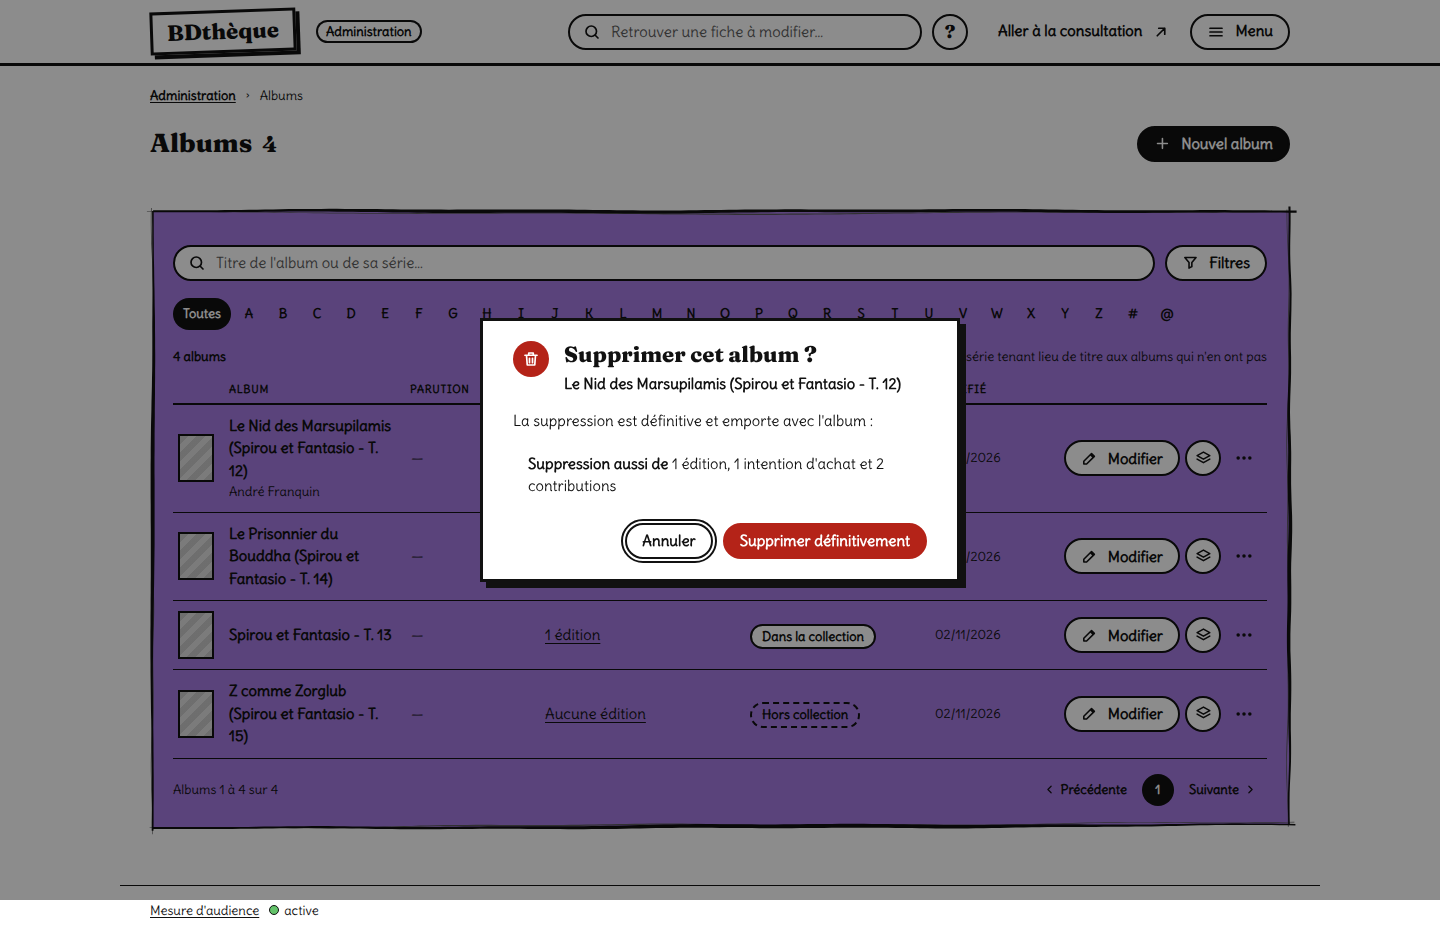 BDthèque
Administration
Retrouver une fiche à modifier...
?
Aller à la consultation
Menu
Administration › Albums
Albums 4
Nouvel album
Titre de l'album ou de sa série...
Filtres
Toutes A B C D E F G H I J K L M N O P Q R S T U V W X Y Z # @
4 albums
série tenant lieu de titre aux albums qui n'en ont pas
ALBUM PARUTION
Supprimer cet album ?
Le Nid des Marsupilamis (Spirou et Fantasio - T. 12)
La suppression est définitive et emporte avec l'album :
Suppression aussi de 1 édition, 1 intention d'achat et 2
contributions
Annuler
Supprimer définitivement
Le Nid des Marsupilamis
(Spirou et Fantasio - T.
12)
André Franquin
—
/2026
Modifier
Le Prisonnier du
Bouddha (Spirou et
Fantasio - T. 14)
—
/2026
Modifier
Spirou et Fantasio - T. 13
—
1 édition
Dans la collection
02/11/2026
Modifier
Z comme Zorglub
(Spirou et Fantasio - T.
15)
—
Aucune édition
Hors collection
02/11/2026
Modifier
Albums 1 à 4 sur 4
‹ Précédente 1 Suivante ›
Mesure d'audience active